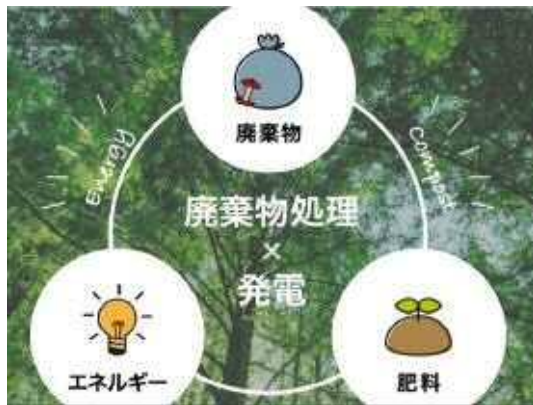 廃棄物
energy
compost
廃棄物処理
×
発電
エネルギー
肥料